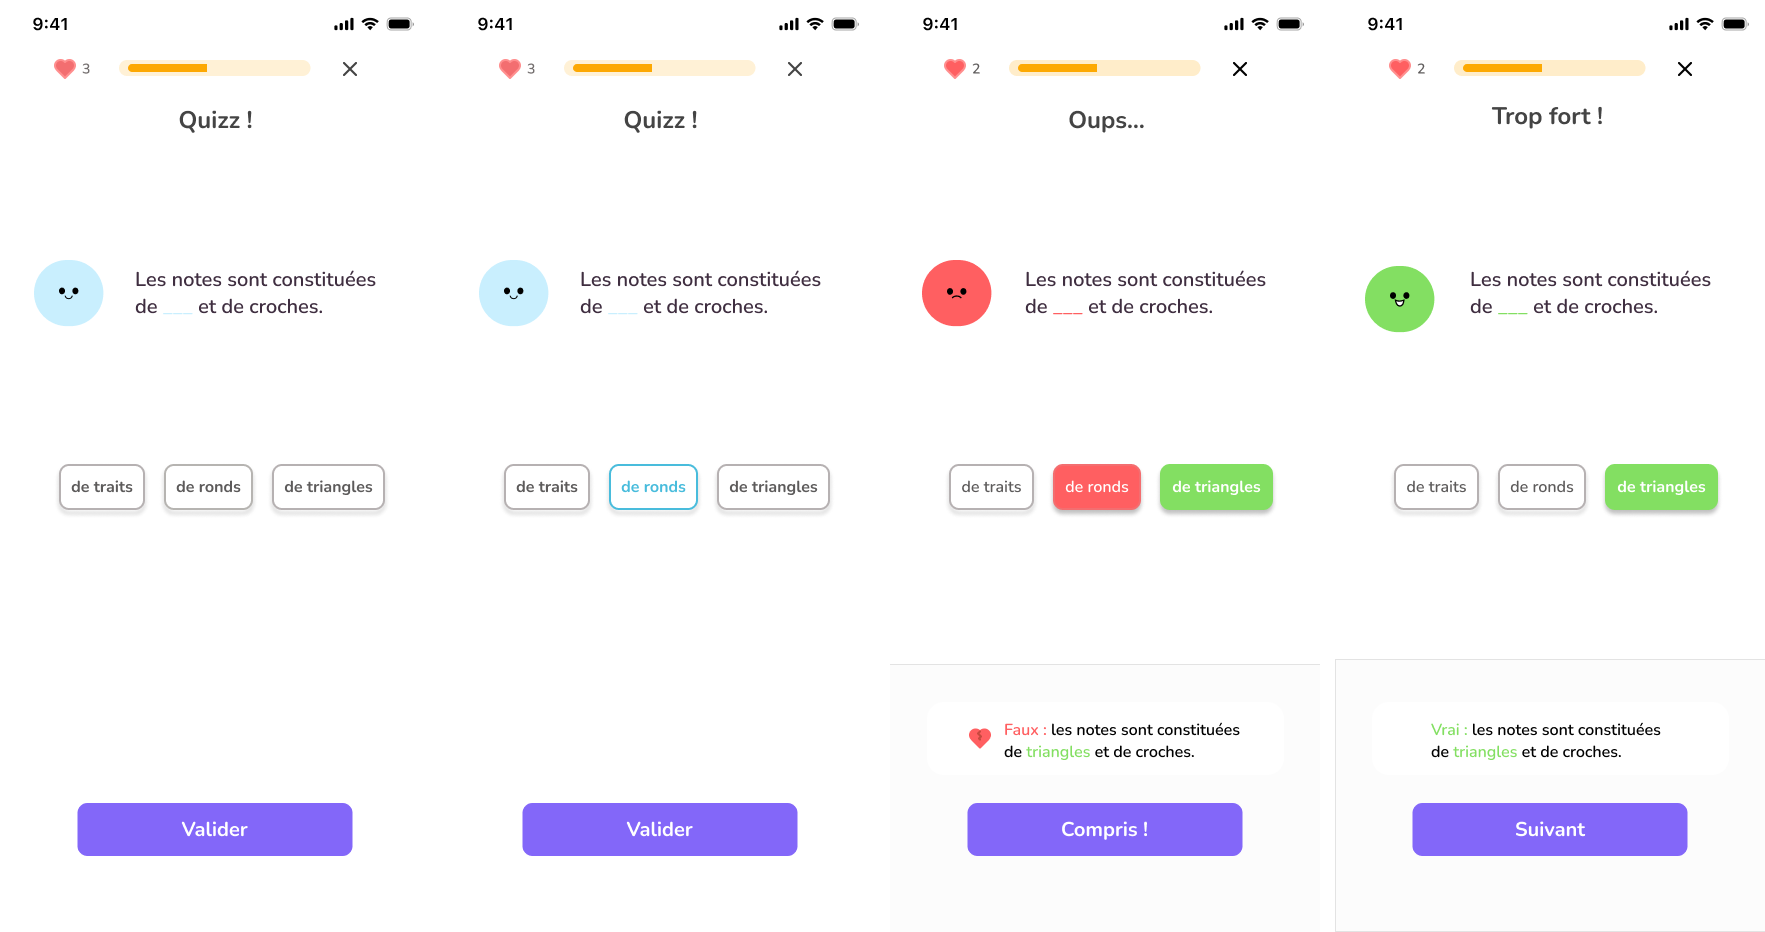 9:41
3
Quizz !
Les notes sont constituées
de ___ et de croches.
de traits
de ronds
de triangles
Valider
9:41
3
Quizz !
Les notes sont constituées
de ___ et de croches.
de traits
de ronds
de triangles
Valider
9:41
2
Oups...
Les notes sont constituées
de ___ et de croches.
de traits
de ronds
de triangles
Faux : les notes sont constituées
de triangles et de croches.
Compris !
9:41
2
Trop fort !
Les notes sont constituées
de ___ et de croches.
de traits
de ronds
de triangles
Vrai : les notes sont constituées
de triangles et de croches.
Suivant